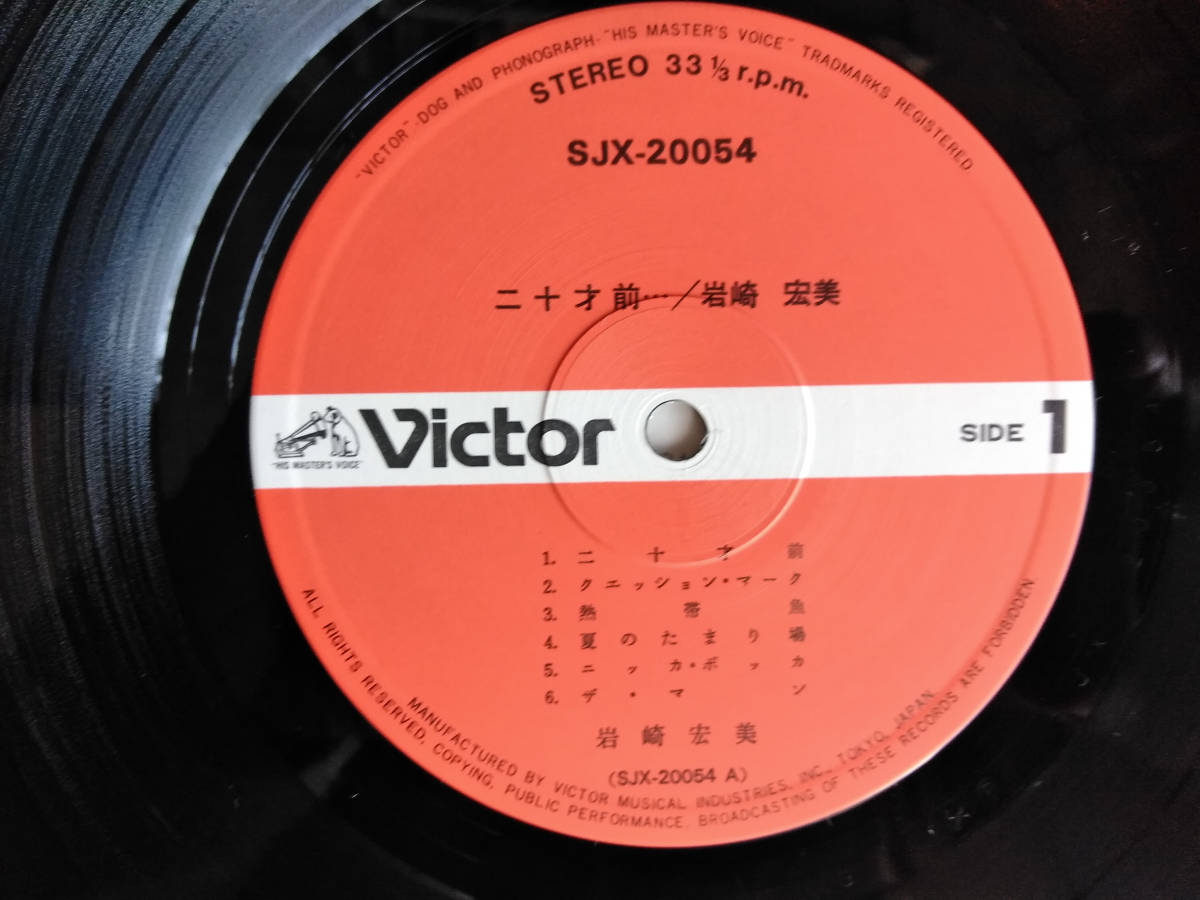 "VICTOR"·DOG AND PHONOGRAPH·"HIS MASTER'S VOICE" TRADMARKS REGISTERED.
STEREO 33 1/3 r.p.m.
SJX-20054
二十才前…／岩崎 宏美
"HIS MASTER'S VOICE"
Victor
SIDE 1
1. 二十才前
2. クエッション・マーク
3. 熱帯魚
4. 夏のたまり場
5. ニッカ・ボッカ
6. ザ・マン
岩崎宏美
(SJX-20054 A)
MANUFACTURED BY VICTOR MUSICAL INDUSTRIES, INC., TOKYO, JAPAN
ALL RIGHTS RESERVED, COPYING, PUBLIC PERFORMANCE, BROADCASTING OF THESE RECORDS ARE FORBIDDEN.